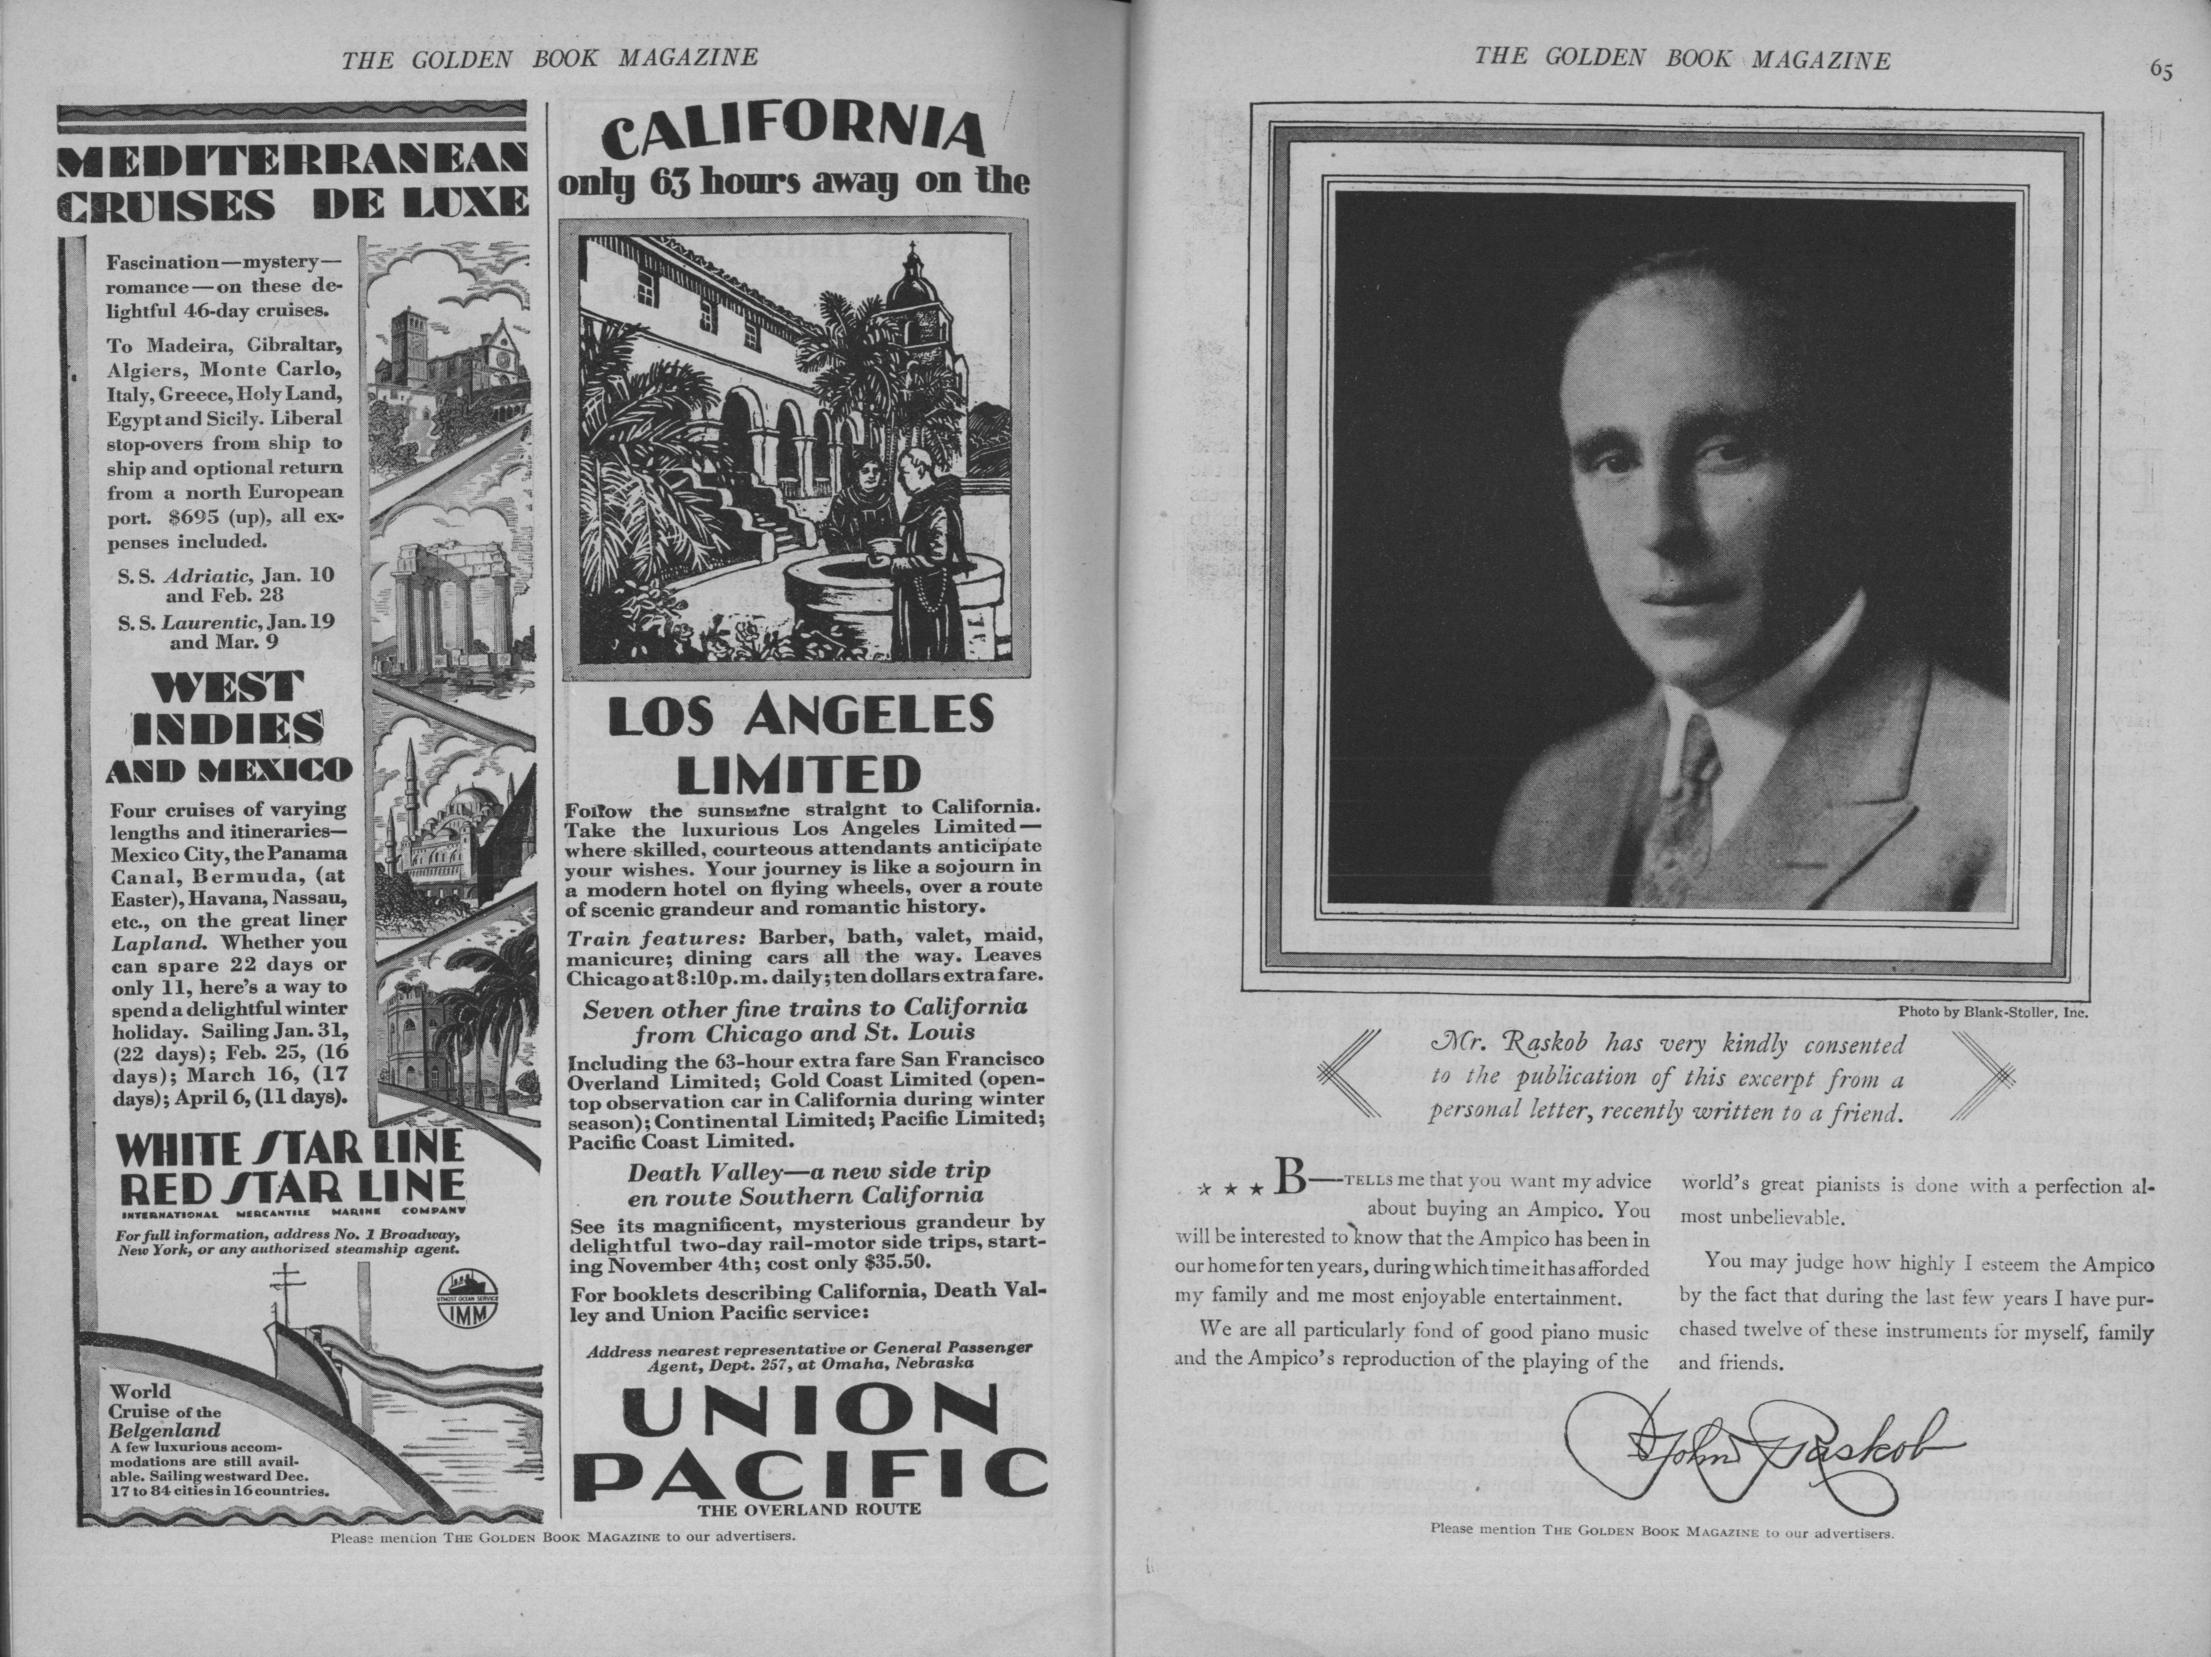 THE GOLDEN BOOK MAGAZINE
MEDITERRANEAN
CRUISES DE LUXE
Fascination—mystery—
romance—on these de-
lightful 46-day cruises.
To Madeira, Gibraltar,
Algiers, Monte Carlo,
Italy, Greece, Holy Land,
Egypt and Sicily. Liberal
stop-overs from ship to
ship and optional return
from a north European
port. $695 (up), all ex-
penses included.
S. S. Adriatic, Jan. 10
and Feb. 28
S. S. Laurentic, Jan. 19
and Mar. 9
WEST
INDIES
AND MEXICO
Four cruises of varying
lengths and itineraries—
Mexico City, the Panama
Canal, Bermuda, (at
Easter), Havana, Nassau,
etc., on the great liner
Lapland. Whether you
can spare 22 days or
only 11, here's a way to
spend a delightful winter
holiday. Sailing Jan. 31,
(22 days); Feb. 25, (16
days); March 16, (17
days); April 6, (11 days).
WHITE STAR LINE
RED STAR LINE
INTERNATIONAL MERCANTILE MARINE COMPANY
For full information, address No. 1 Broadway,
New York, or any authorized steamship agent.
UTMOST OCEAN SERVICE
IMM
World
Cruise of the
Belgenland
A few luxurious accom-
modations are still avail-
able. Sailing westward Dec.
17 to 84 cities in 16 countries.
CALIFORNIA
only 63 hours away on the
LOS ANGELES
LIMITED
Follow the sunshine straight to California.
Take the luxurious Los Angeles Limited—
where skilled, courteous attendants anticipate
your wishes. Your journey is like a sojourn in
a modern hotel on flying wheels, over a route
of scenic grandeur and romantic history.
Train features: Barber, bath, valet, maid,
manicure; dining cars all the way. Leaves
Chicago at 8:10 p.m. daily; ten dollars extra fare.
Seven other fine trains to California
from Chicago and St. Louis
Including the 63-hour extra fare San Francisco
Overland Limited; Gold Coast Limited (open-
top observation car in California during winter
season); Continental Limited; Pacific Limited;
Pacific Coast Limited.
Death Valley—a new side trip
en route Southern California
See its magnificent, mysterious grandeur by
delightful two-day rail-motor side trips, start-
ing November 4th; cost only $35.50.
For booklets describing California, Death Val-
ley and Union Pacific service:
Address nearest representative or General Passenger
Agent, Dept. 257, at Omaha, Nebraska
UNION
PACIFIC
THE OVERLAND ROUTE
Please mention THE GOLDEN BOOK MAGAZINE to our advertisers.
THE GOLDEN BOOK MAGAZINE
65
Photo by Blank-Stoller, Inc.
Mr. Raskob has very kindly consented
to the publication of this excerpt from a
personal letter, recently written to a friend.
★ ★ ★ B—TELLS me that you want my advice
about buying an Ampico. You
will be interested to know that the Ampico has been in
our home for ten years, during which time it has afforded
my family and me most enjoyable entertainment.
We are all particularly fond of good piano music
and the Ampico's reproduction of the playing of the
world's great pianists is done with a perfection al-
most unbelievable.
You may judge how highly I esteem the Ampico
by the fact that during the last few years I have pur-
chased twelve of these instruments for myself, family
and friends.
John J. Raskob
Please mention THE GOLDEN BOOK MAGAZINE to our advertisers.